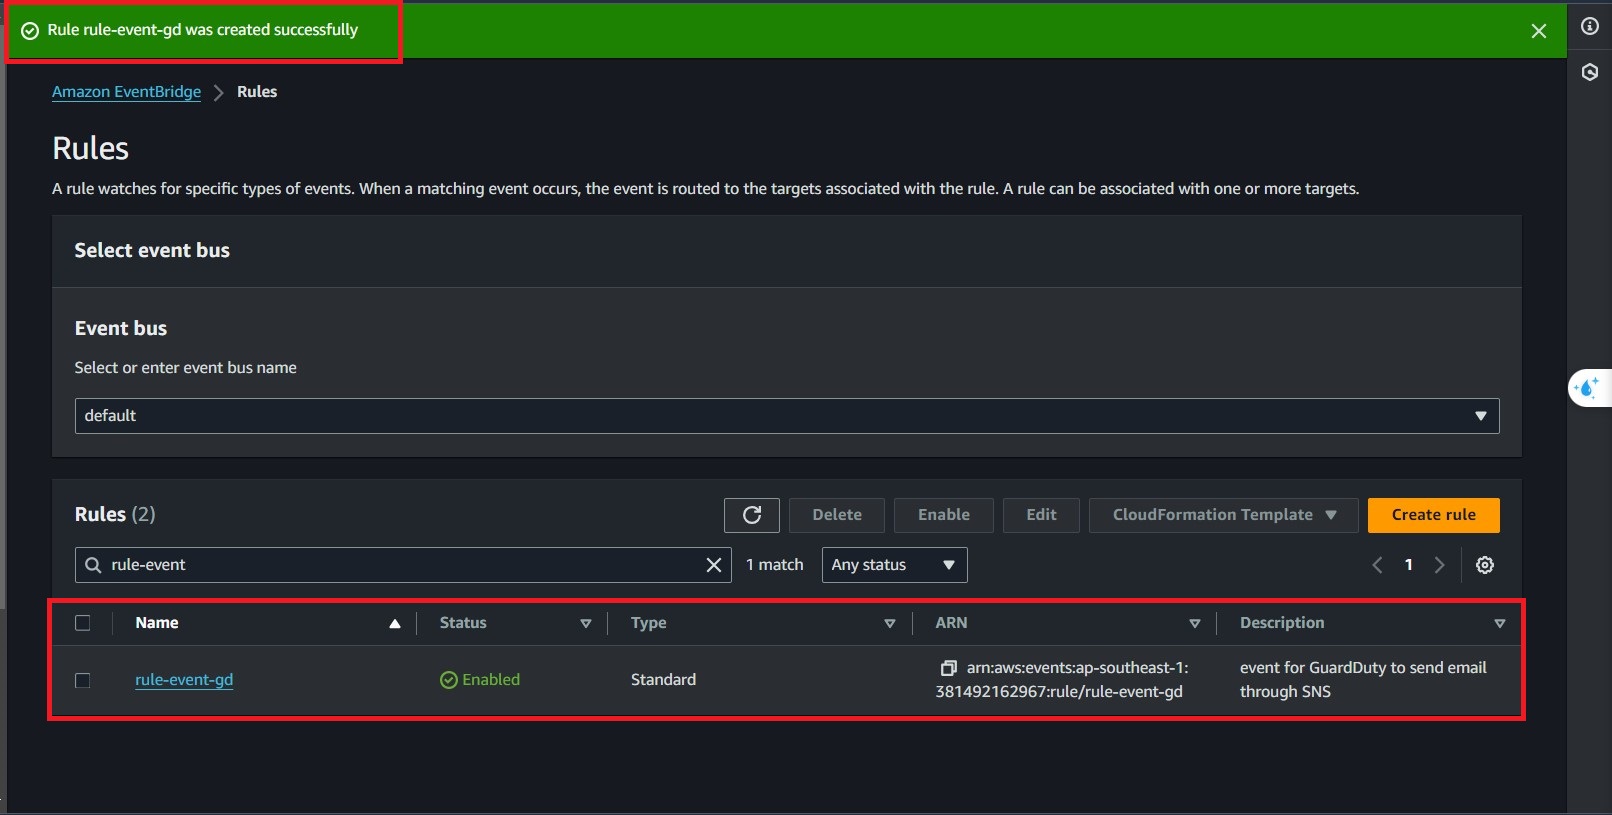 Rule rule-event-gd was created successfully
Amazon EventBridge > Rules
Rules
A rule watches for specific types of events. When a matching event occurs, the event is routed to the targets associated with the rule. A rule can be associated with one or more targets.
Select event bus
Event bus
Select or enter event bus name
default
Rules (2)
Delete
Enable
Edit
CloudFormation Template
Create rule
rule-event
1 match
Any status
1
Name
Status
Type
ARN
Description
rule-event-gd
Enabled
Standard
arn:aws:events:ap-southeast-1:
381492162967:rule/rule-event-gd
event for GuardDuty to send email
through SNS